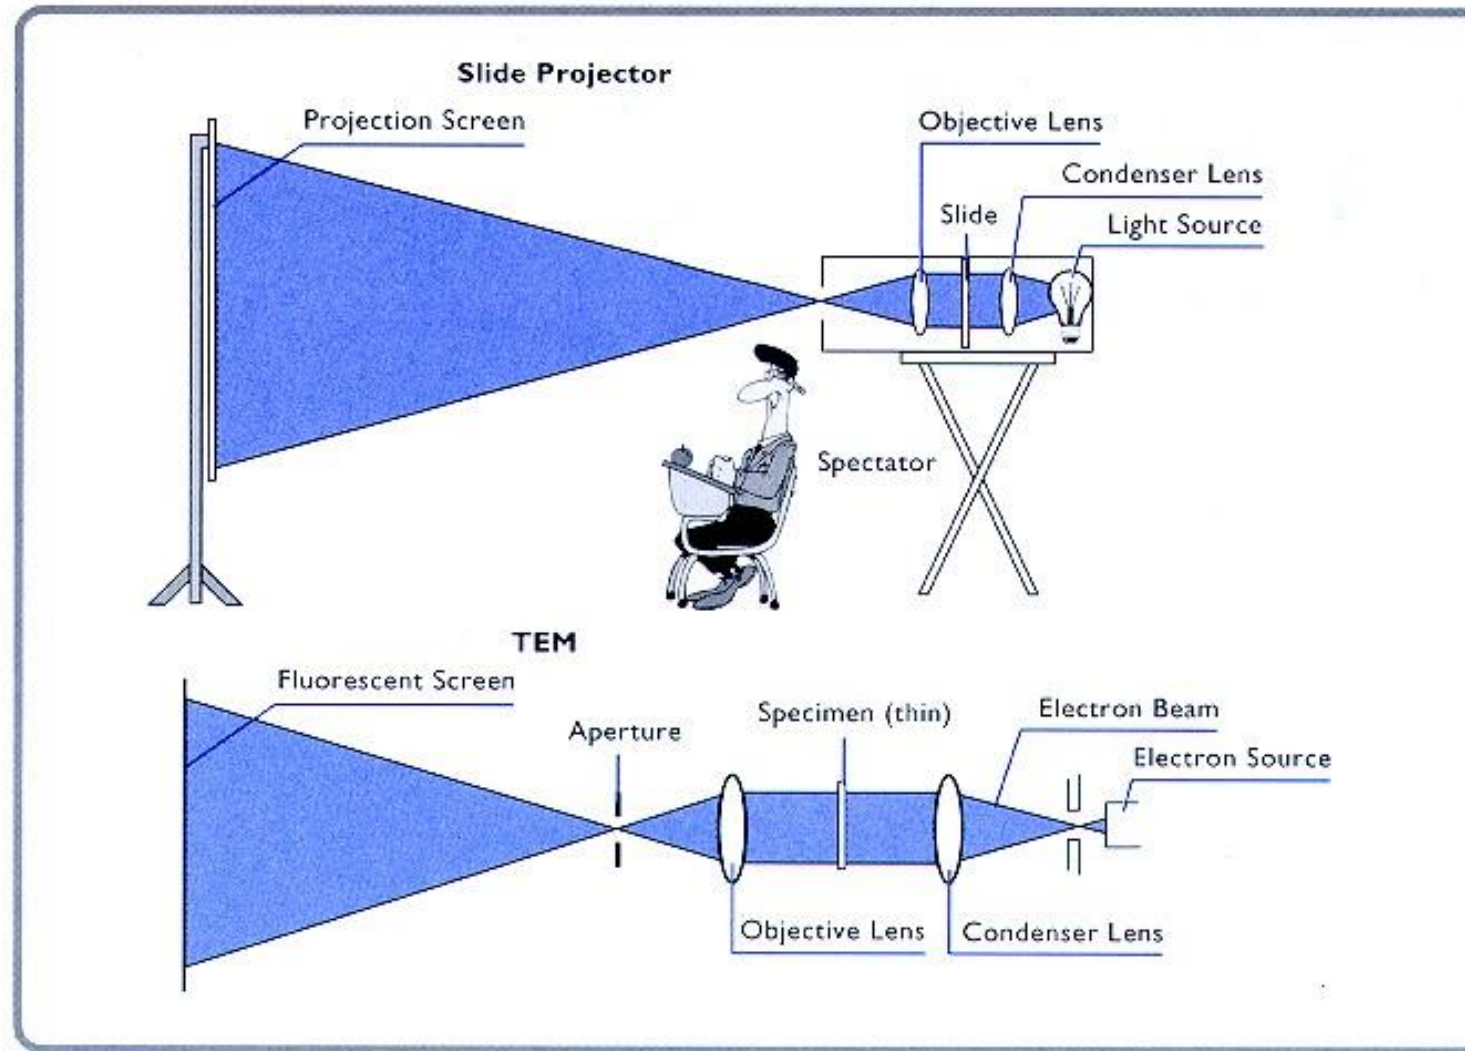 Slide Projector
Projection Screen
Objective Lens
Condenser Lens
Slide
Light Source
Spectator
TEM
Fluorescent Screen
Aperture
Specimen (thin)
Electron Beam
Electron Source
Objective Lens
Condenser Lens